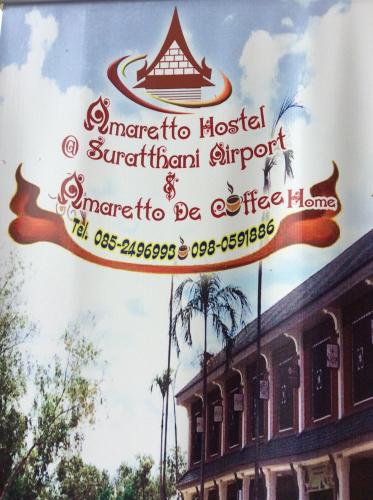 Amaretto Hostel
@ Suratthani Airport
&
Amaretto De Coffee Home
Tel. 085-2496993 098-0591886